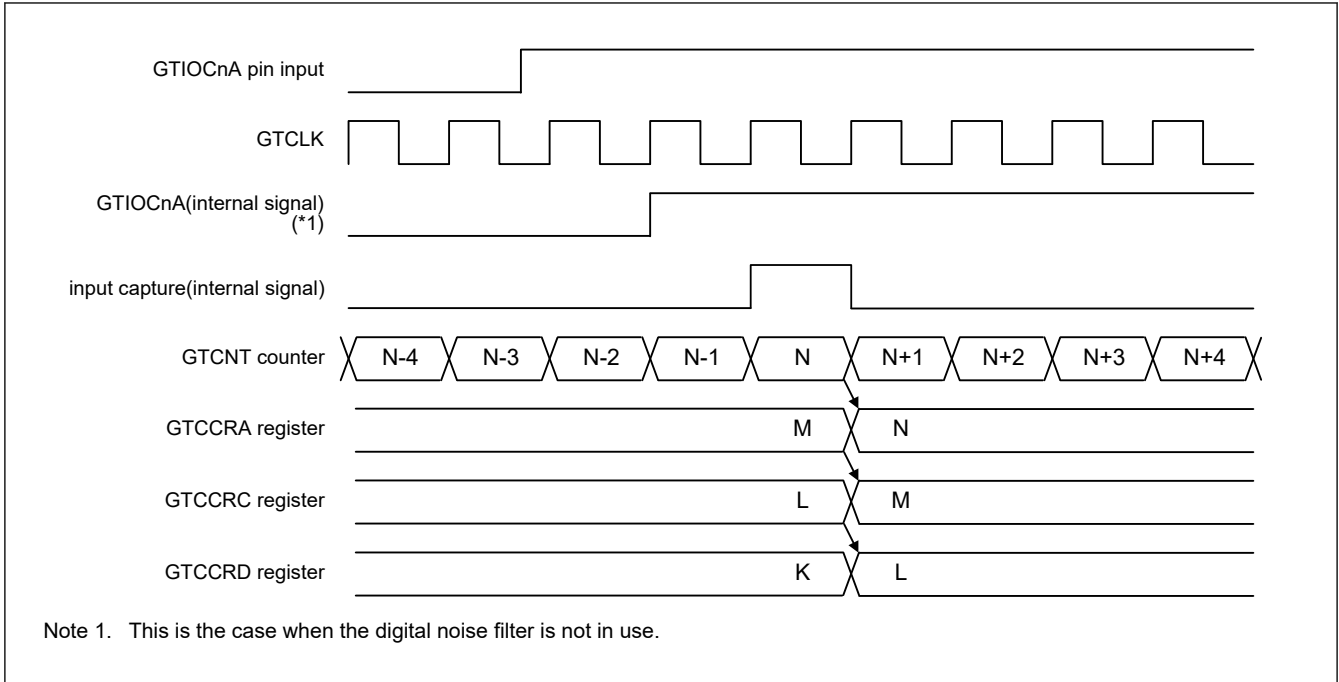 GTIOCnA pin input
GTCLK
GTIOCnA(internal signal)
(*1)
input capture(internal signal)
GTCNT counter N-4 N-3 N-2 N-1 N N+1 N+2 N+3 N+4
GTCCRA register M N
GTCCRC register L M
GTCCRD register K L
Note 1. This is the case when the digital noise filter is not in use.